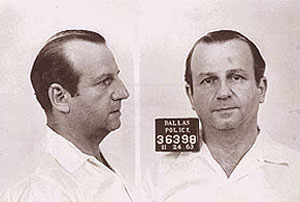 DALLAS
POLICE
36398
11 24 63